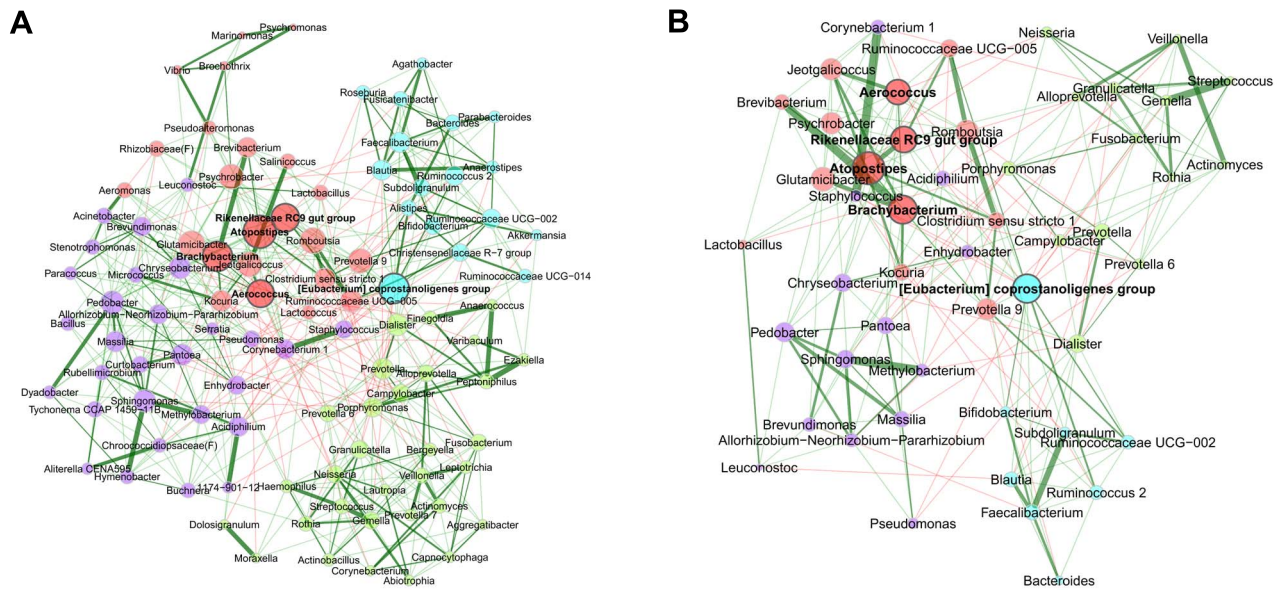 A
Psychromonas
Marinomonas
Vibrio
Brochothrix
Agathobacter
Roseburia
Fusicatenibacter
Parabacteroides
Bacteroides
Pseudoalteromonas
Rhizobiaceae(F)
Brevibacterium
Salinicoccus
Faecalibacterium
Blautia
Anaerostipes
Ruminococcus 2
Subdoligranulum
Psychrobacter
Leuconostoc
Aeromonas
Lactobacillus
Alistipes
Ruminococcaceae UCG-002
Bifidobacterium
Akkermansia
Acinetobacter
Brevundimonas
Rikenellaceae RC9 gut group
Atopostipes
Romboutsia
Stenotrophomonas
Glutamicibacter
Brachybacterium
Christensenellaceae R-7 group
Prevotella 9
Jeotgalicoccus
Chryseobacterium
Paracoccus
Micrococcus
Clostridium sensu stricto 1
Ruminococcaceae UCG-014
[Eubacterium] coprostanoligenes group
Aerococcus
Kocuria
Ruminococcaceae UCG-005
Pedobacter
Anaerococcus
Lactococcus
Allorhizobium-Neorhizobium-Pararhizobium
Finegoldia
Dialister
Bacillus
Serratia
Staphylococcus
Massilia
Pseudomonas
Varibaculum
Corynebacterium 1
Pantoea
Curtobacterium
Ezakiella
Rubellimicrobium
Prevotella
Alloprevotella
Peptoniphilus
Enhydrobacter
Dyadobacter
Campylobacter
Sphingomonas
Tychonema CCAP 1459-11B
Methylobacterium
Prevotella 6
Porphyromonas
Acidiphilium
Chroococcidiopsaceae(F)
Fusobacterium
Granulicatella
Bergeyella
Aliterella CENA595
Leptotrichia
Hymenobacter
Neisseria
Veillonella
Buchnera
1174-901-12
Haemophilus
Lautropia
Streptococcus
Actinomyces
Prevotella 7
Dolosigranulum
Rothia
Gemella
Aggregatibacter
Moraxella
Actinobacillus
Capnocytophaga
Corynebacterium
Abiotrophia
B
Corynebacterium 1
Neisseria
Veillonella
Ruminococcaceae UCG-005
Jeotgalicoccus
Streptococcus
Granulicatella
Aerococcus
Alloprevotella
Gemella
Brevibacterium
Psychrobacter
Romboutsia
Rikenellaceae RC9 gut group
Fusobacterium
Atopostipes
Porphyromonas
Actinomyces
Glutamicibacter
Acidiphilium
Rothia
Staphylococcus
Brachybacterium
Clostridium sensu stricto 1
Prevotella
Campylobacter
Lactobacillus
Enhydrobacter
Prevotella 6
Kocuria
Chryseobacterium
[Eubacterium] coprostanoligenes group
Prevotella 9
Pedobacter
Pantoea
Dialister
Sphingomonas
Methylobacterium
Bifidobacterium
Massilia
Brevundimonas
Subdoligranulum
Allorhizobium-Neorhizobium-Pararhizobium
Ruminococcaceae UCG-002
Leuconostoc
Blautia
Ruminococcus 2
Faecalibacterium
Pseudomonas
Bacteroides